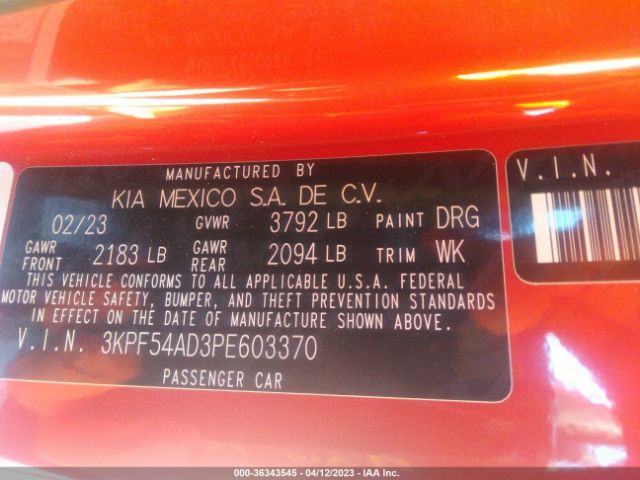 MANUFACTURED BY
KIA MEXICO S.A. DE C.V.
02/23 GVWR 3792 LB PAINT DRG
GAWR FRONT 2183 LB GAWR REAR 2094 LB TRIM WK
THIS VEHICLE CONFORMS TO ALL APPLICABLE U.S.A. FEDERAL
MOTOR VEHICLE SAFETY, BUMPER, AND THEFT PREVENTION STANDARDS
IN EFFECT ON THE DATE OF MANUFACTURE SHOWN ABOVE.
V.I.N. 3KPF54AD3PE603370
PASSENGER CAR
V.I.N.
000-36343545 - 04/12/2023 - IAAI.com